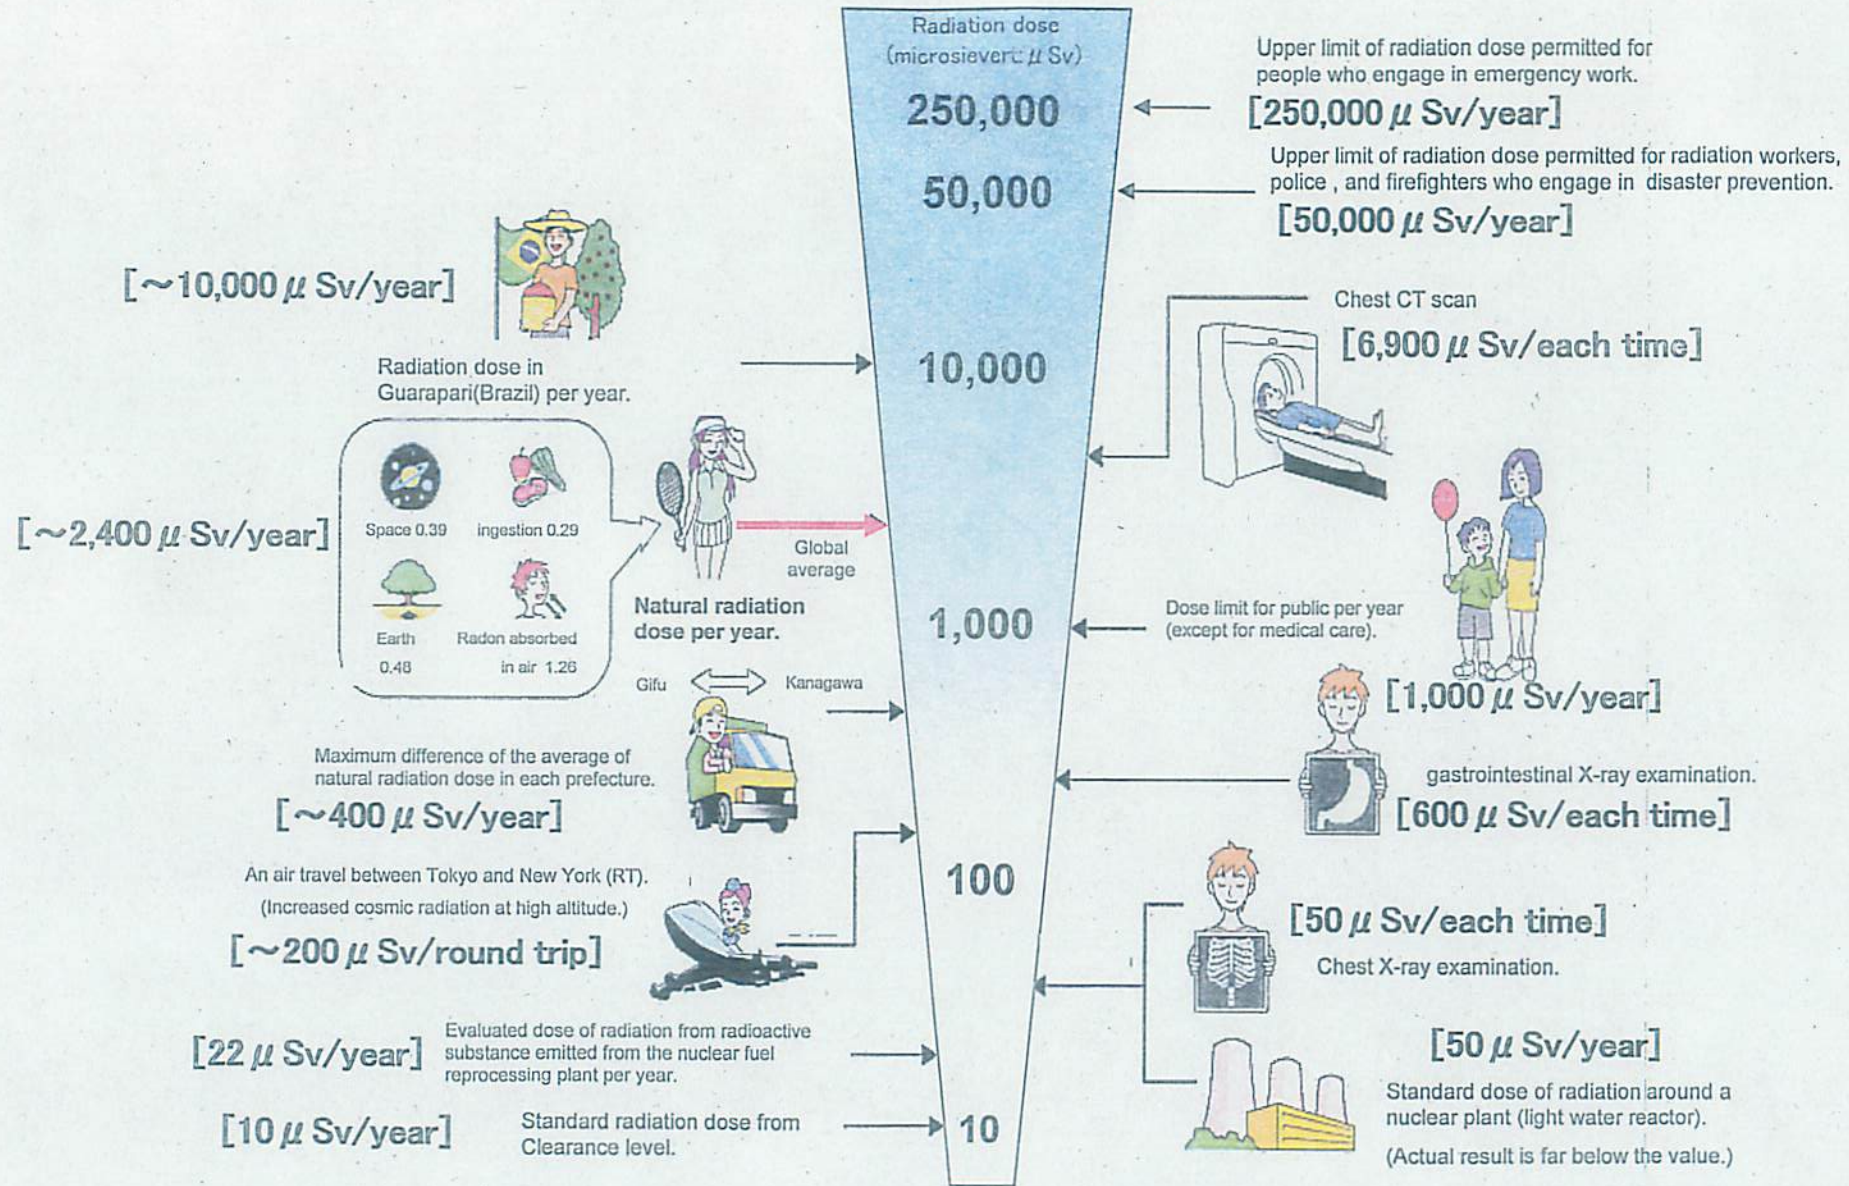 Radiation dose
(microsievert: μ Sv)
250,000
50,000
10,000
1,000
100
10
Upper limit of radiation dose permitted for
people who engage in emergency work.
[250,000 μ Sv/year]
Upper limit of radiation dose permitted for radiation workers,
police , and firefighters who engage in disaster prevention.
[50,000 μ Sv/year]
[~10,000 μ Sv/year]
Radiation dose in
Guarapari(Brazil) per year.
Chest CT scan
[6,900 μ Sv/each time]
[~2,400 μ Sv/year]
Space 0.39
ingestion 0.29
Earth
0.48
Radon absorbed
in air 1.26
Global
average
Natural radiation
dose per year.
Dose limit for public per year
(except for medical care).
[1,000 μ Sv/year]
Gifu
Kanagawa
Maximum difference of the average of
natural radiation dose in each prefecture.
[~400 μ Sv/year]
gastrointestinal X-ray examination.
[600 μ Sv/each time]
An air travel between Tokyo and New York (RT).
(Increased cosmic radiation at high altitude.)
[~200 μ Sv/round trip]
[50 μ Sv/each time]
Chest X-ray examination.
[22 μ Sv/year]
Evaluated dose of radiation from radioactive
substance emitted from the nuclear fuel
reprocessing plant per year.
[50 μ Sv/year]
Standard dose of radiation around a
nuclear plant (light water reactor).
(Actual result is far below the value.)
[10 μ Sv/year]
Standard radiation dose from
Clearance level.